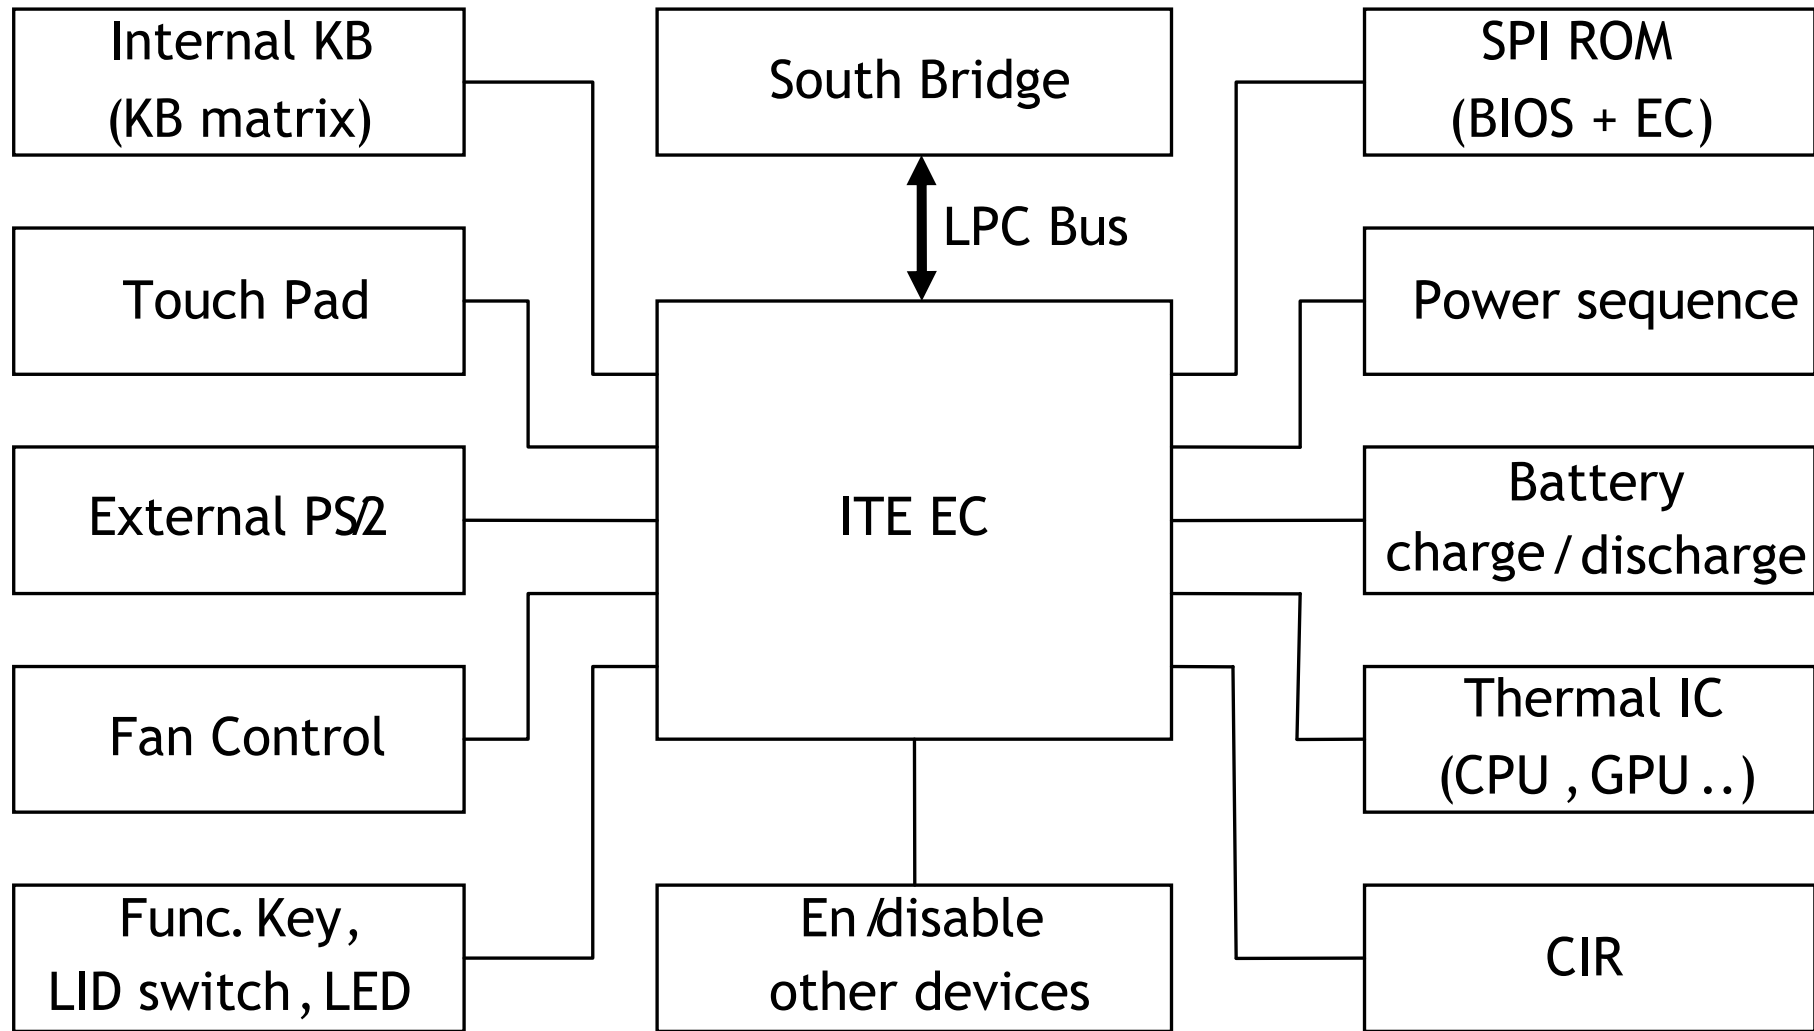 Internal KB
(KB matrix)
South Bridge
SPI ROM
(BIOS + EC)
LPC Bus
Touch Pad
Power sequence
External PS/2
ITE EC
Battery
charge / discharge
Fan Control
Thermal IC
(CPU , GPU ..)
Func. Key,
LID switch , LED
En /disable
other devices
CIR